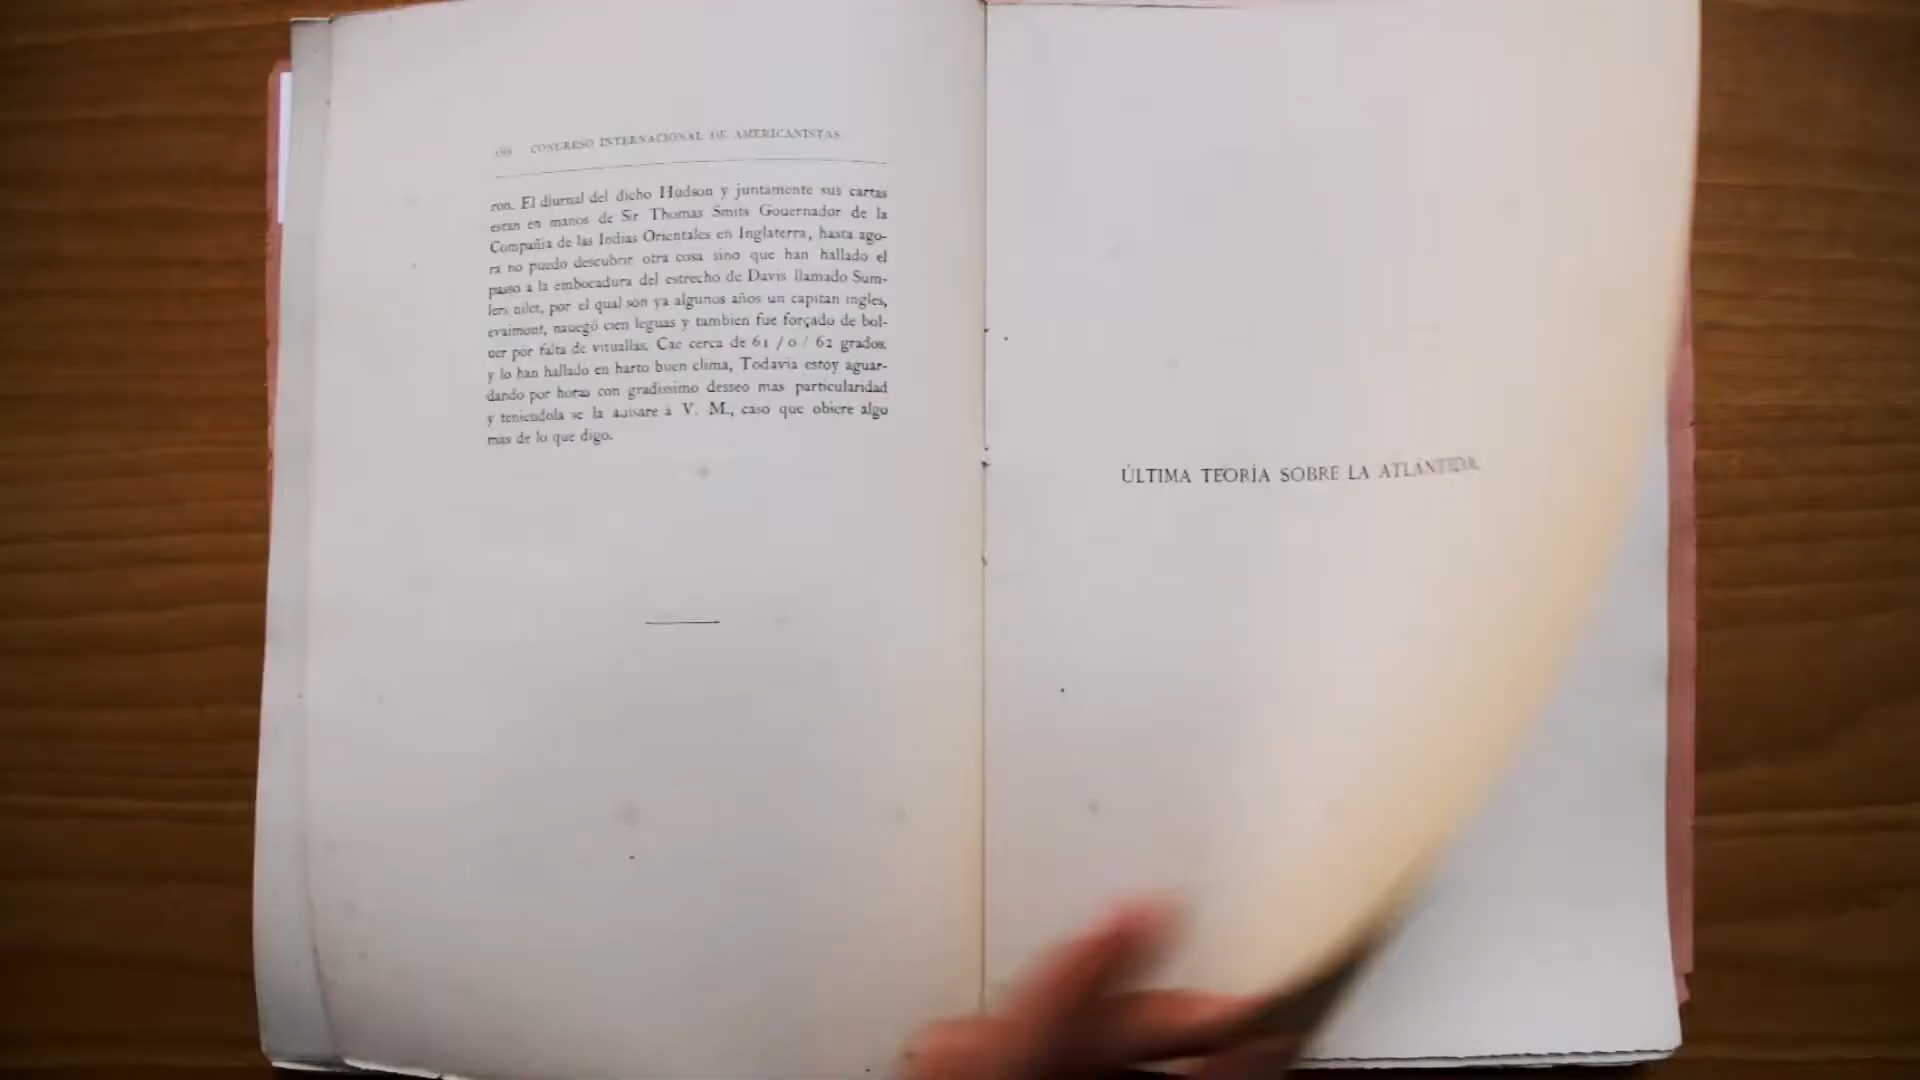 CONGRESO INTERNACIONAL DE AMERICANISTAS
ron. El diurnal del dicho Hudson y juntamente sus cartas
estan en manos de Sir Thomas Smits Gouernador de la
Compañia de las Indias Orientales en Inglaterra, hasta ago-
ra no puedo descubrir otra cosa sino que han hallado el
passo a la embocadura del estrecho de Davis llamado Sum-
lers nilet, por el qual son ya algunos años un capitan ingles,
nauegó cien leguas y tambien fue forçado de bol-
uer por falta de vituallas. Cae cerca de 61 / 0 / 62 grados,
y lo han hallado en harto buen clima, Todavia estoy aguar-
dando por horas con gradissimo desseo mas particularidad
y teniendola se la auisare à V. M., caso que obiere algo
mas de lo que digo.
ÚLTIMA TEORÍA SOBRE LA ATLÁNTIDA